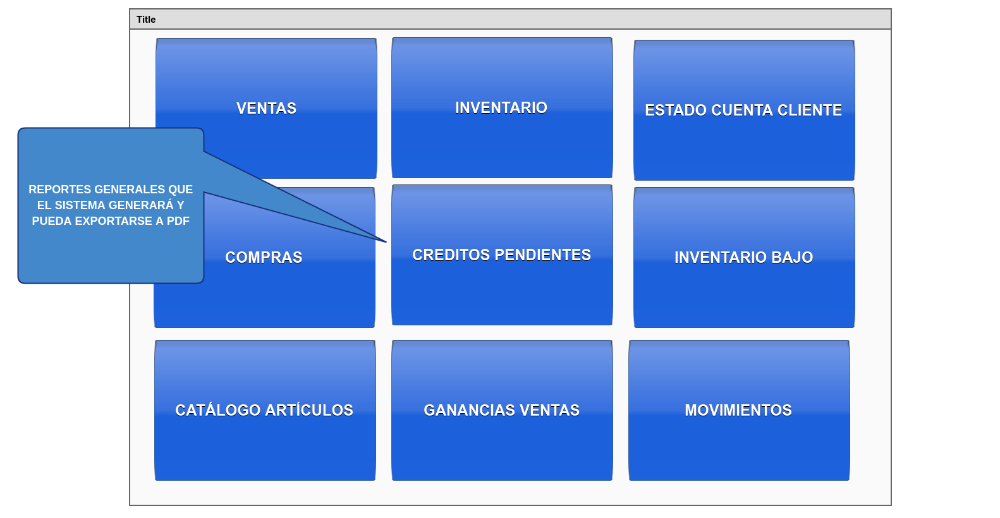 Title
VENTAS
INVENTARIO
ESTADO CUENTA CLIENTE
REPORTES GENERALES QUE
EL SISTEMA GENERARÁ Y
PUEDA EXPORTARSE A PDF
COMPRAS
CREDITOS PENDIENTES
INVENTARIO BAJO
CATÁLOGO ARTÍCULOS
GANANCIAS VENTAS
MOVIMIENTOS